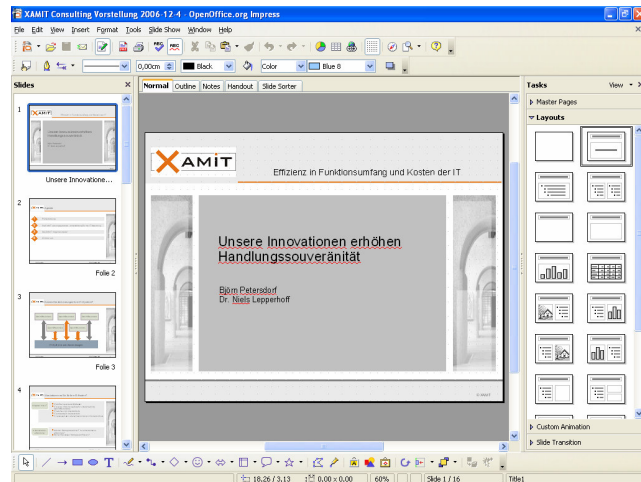 XAMIT Consulting Vorstellung 2006-12-4 - OpenOffice.org Impress
File Edit View Insert Format Tools Slide Show Window Help
0,00cm Black Color Blue 8
Slides
Normal Outline Notes Handout Slide Sorter
Tasks View
Master Pages
Layouts
1
Unsere Innovatione...
2
Folie 2
3
Folie 3
4
XAMIT
Effizienz in Funktionsumfang und Kosten der IT
Unsere Innovationen erhöhen
Handlungssouveränität
Björn Petersdorf
Dr. Niels Lepperhoff
© XAMIT
Custom Animation
Slide Transition
18,26 / 3,13 0,00 x 0,00 60% Slide 1 / 16 Title1